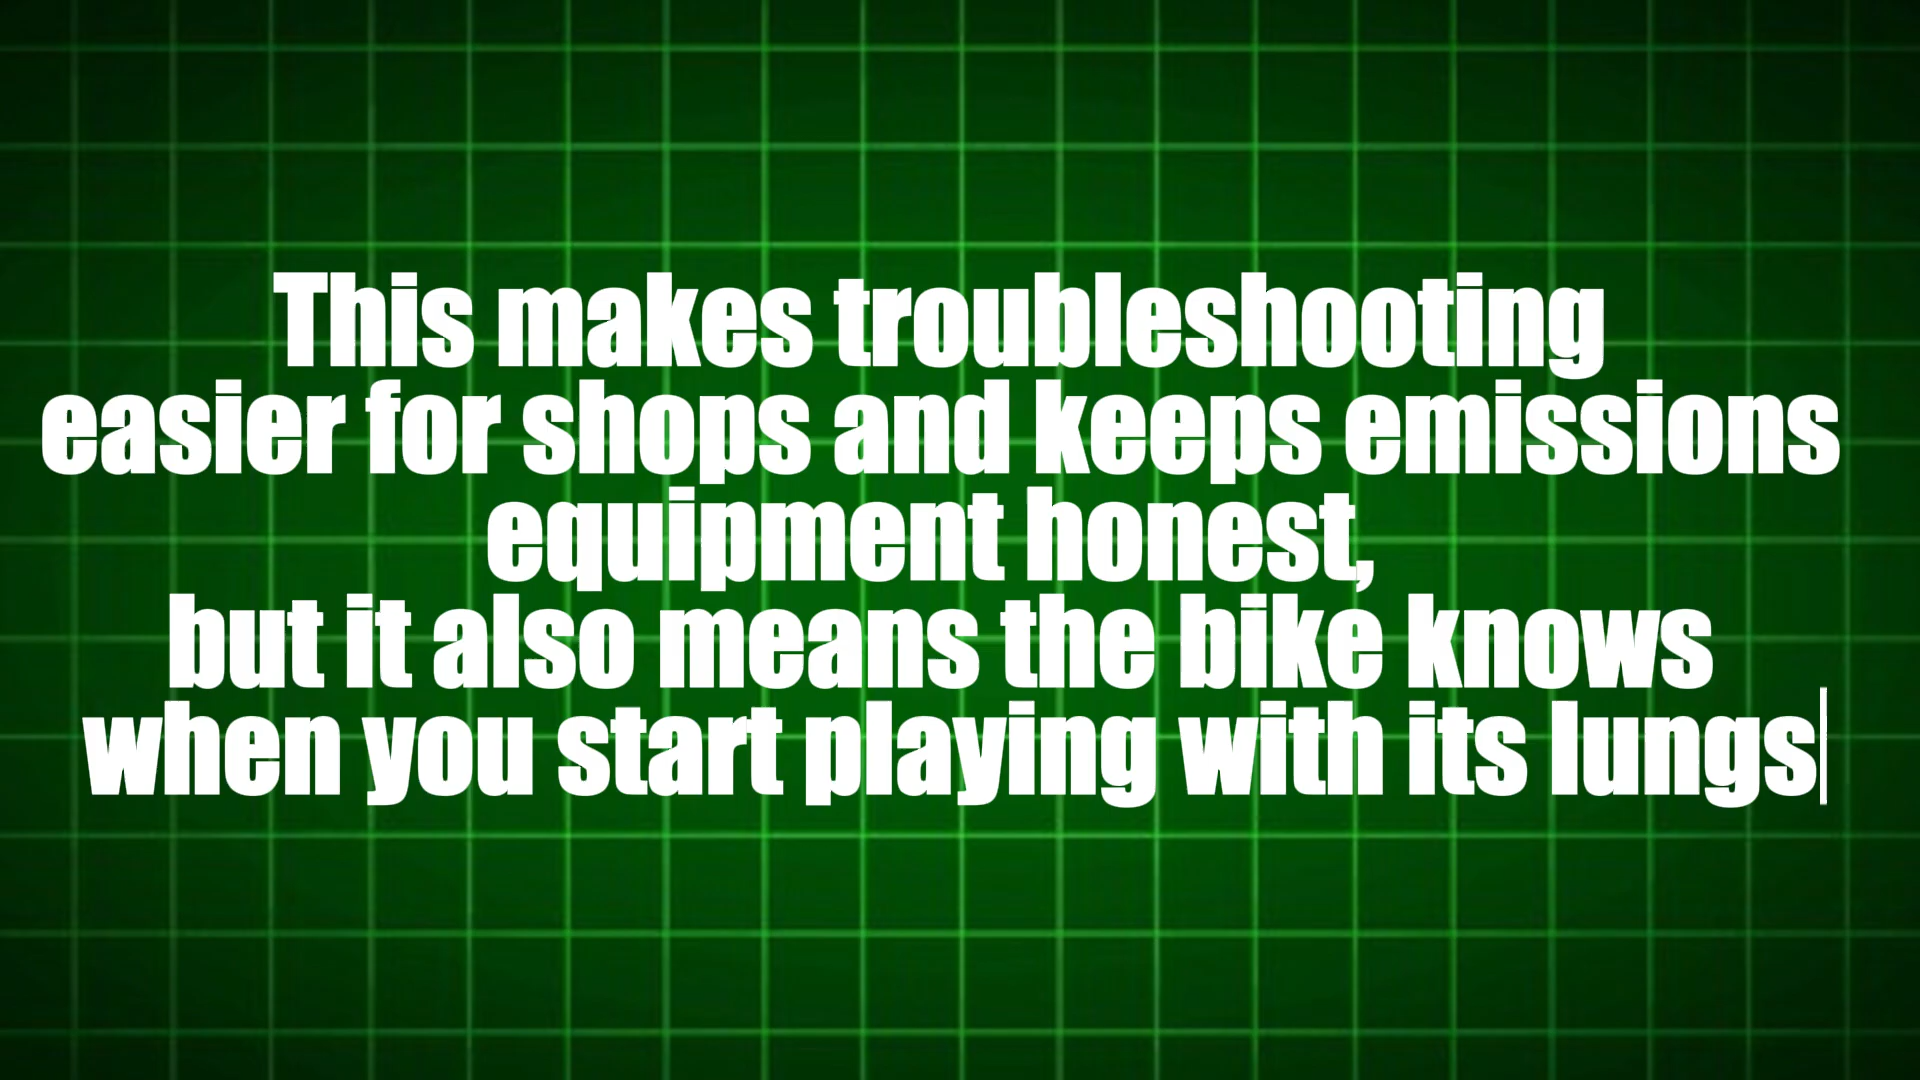 This makes troubleshooting
easier for shops and keeps emissions
equipment honest,
but it also means the bike knows
when you start playing with its lungs